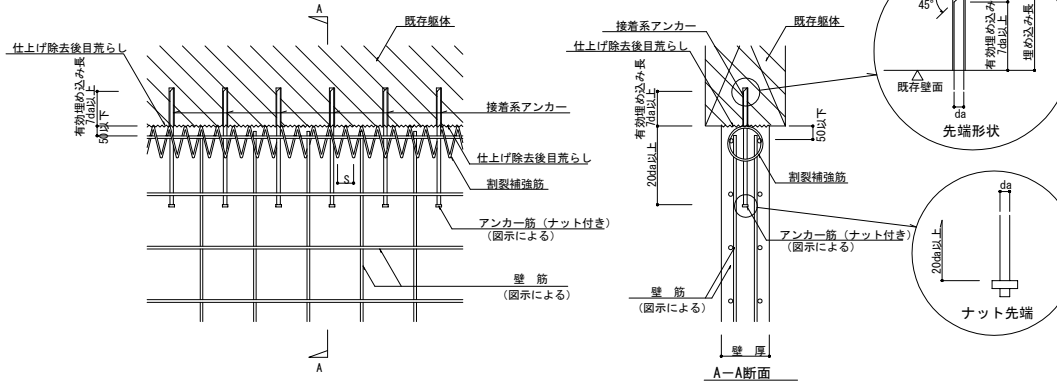 A
既存躯体
仕上げ除去後目荒らし
有効埋め込み長
7da以上
50以下
接着系アンカー
仕上げ除去後目荒らし
割裂補強筋
S
アンカー筋（ナット付き）
(図示による)
壁 筋
(図示による)
A
既存躯体
仕上げ除去後目荒らし
有効埋め込み長
7da以上
20da以上
接着系アンカー
50以下
割裂補強筋
アンカー筋（ナット付き）
(図示による)
壁 筋
(図示による)
壁 厚
A－A断面
45°
有効埋め込み長
7da以上
埋め込み長
既存壁面
da
先端形状
da
20da以上
ナット先端